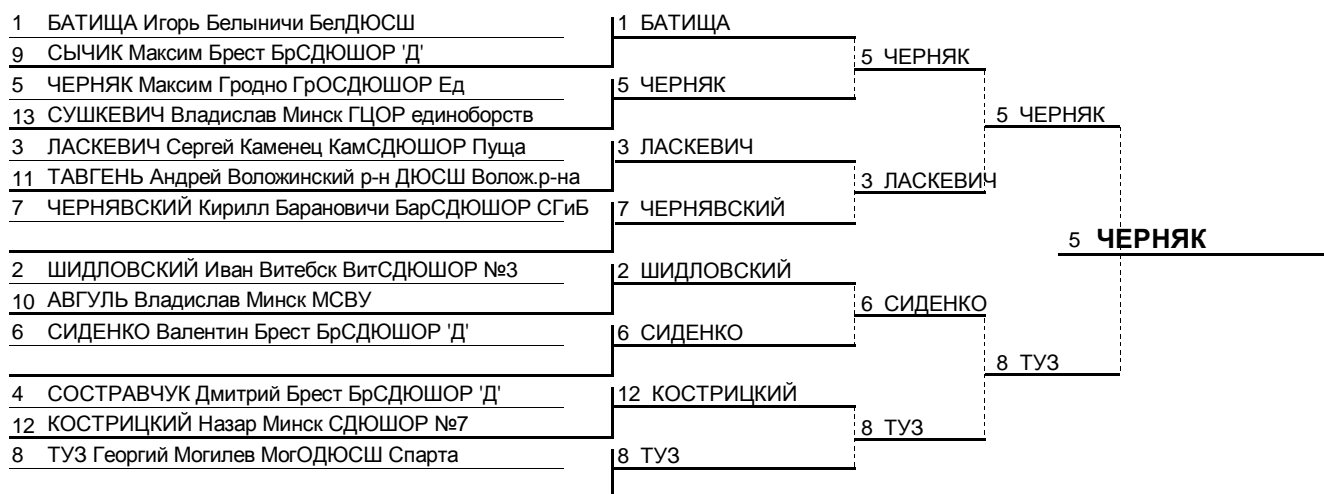 1 БАТИЩА Игорь Белыничи БелДЮСШ
9 СЫЧИК Максим Брест БрСДЮШОР 'Д'
5 ЧЕРНЯК Максим Гродно ГрОСДЮШОР Ед
13 СУШКЕВИЧ Владислав Минск ГЦОР единоборств
3 ЛАСКЕВИЧ Сергей Каменец КамСДЮШОР Пуща
11 ТАВГЕНЬ Андрей Воложинский р-н ДЮСШ Волож.р-на
7 ЧЕРНЯВСКИЙ Кирилл Барановичи БарСДЮШОР СГиБ
2 ШИДЛОВСКИЙ Иван Витебск ВитСДЮШОР №3
10 АВГУЛЬ Владислав Минск МСВУ
6 СИДЕНКО Валентин Брест БрСДЮШОР 'Д'
4 СОСТРАВЧУК Дмитрий Брест БрСДЮШОР 'Д'
12 КОСТРИЦКИЙ Назар Минск СДЮШОР №7
8 ТУЗ Георгий Могилев МогОДЮСШ Спарта
1 БАТИЩА
5 ЧЕРНЯК
3 ЛАСКЕВИЧ
7 ЧЕРНЯВСКИЙ
2 ШИДЛОВСКИЙ
6 СИДЕНКО
12 КОСТРИЦКИЙ
8 ТУЗ
5 ЧЕРНЯК
3 ЛАСКЕВИЧ
6 СИДЕНКО
8 ТУЗ
5 ЧЕРНЯК
8 ТУЗ
5 ЧЕРНЯК